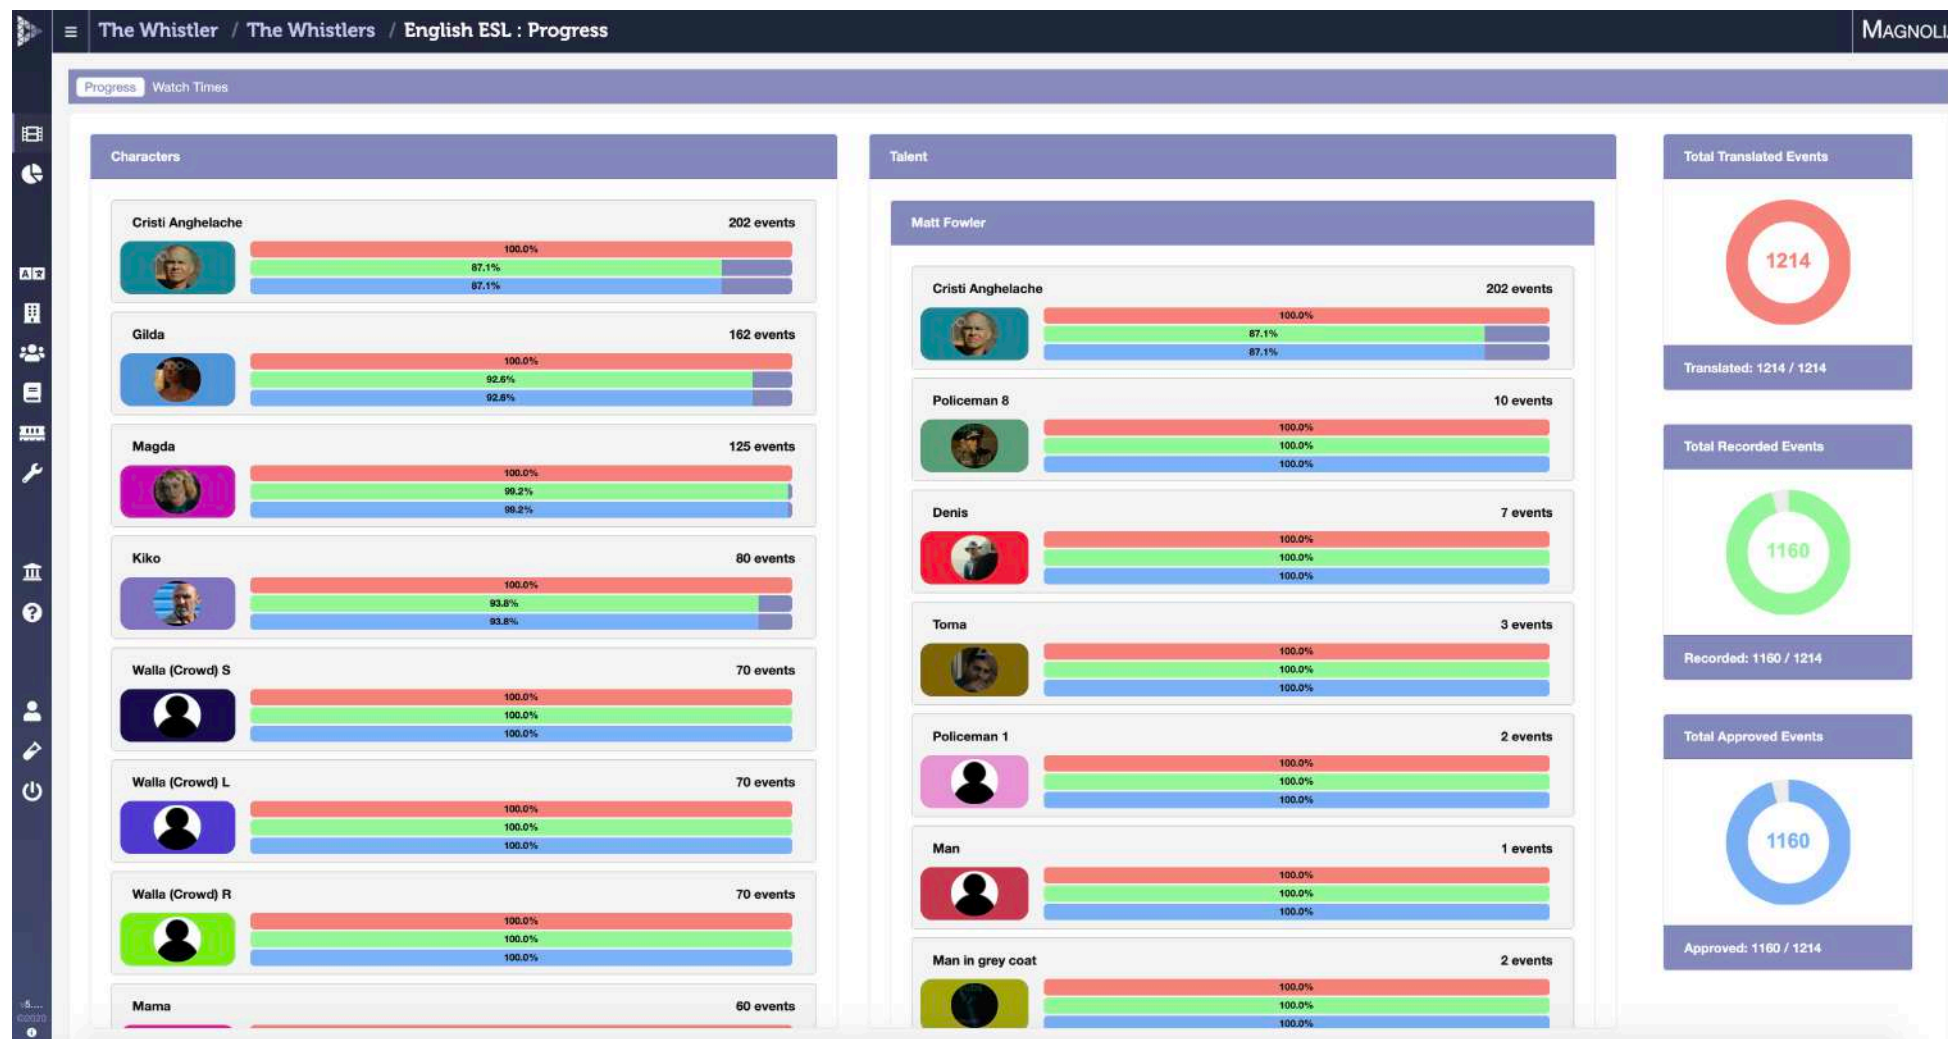 The Whistler / The Whistlers / English ESL : Progress
MAGNOLI
Progress Watch Times
Characters
Cristi Anghelache 202 events
100.0%
87.1%
87.1%
Gilda 162 events
100.0%
92.6%
92.6%
Magda 125 events
100.0%
99.2%
99.2%
Kiko 80 events
100.0%
93.8%
93.8%
Walla (Crowd) S 70 events
100.0%
100.0%
100.0%
Walla (Crowd) L 70 events
100.0%
100.0%
100.0%
Walla (Crowd) R 70 events
100.0%
100.0%
100.0%
Mama 60 events
Talent
Matt Fowler
Cristi Anghelache 202 events
100.0%
87.1%
87.1%
Policeman 8 10 events
100.0%
100.0%
100.0%
Denis 7 events
100.0%
100.0%
100.0%
Toma 3 events
100.0%
100.0%
100.0%
Policeman 1 2 events
100.0%
100.0%
100.0%
Man 1 events
100.0%
100.0%
100.0%
Man in grey coat 2 events
100.0%
100.0%
100.0%
Total Translated Events
1214
Translated: 1214 / 1214
Total Recorded Events
1160
Recorded: 1160 / 1214
Total Approved Events
1160
Approved: 1160 / 1214
©2020